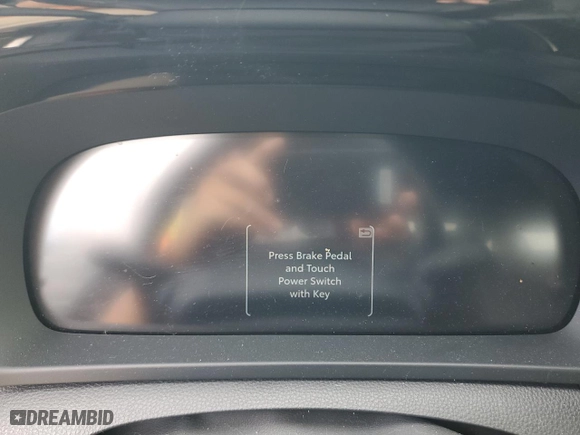 Press Brake Pedal
and Touch
Power Switch
with Key
DREAMBID